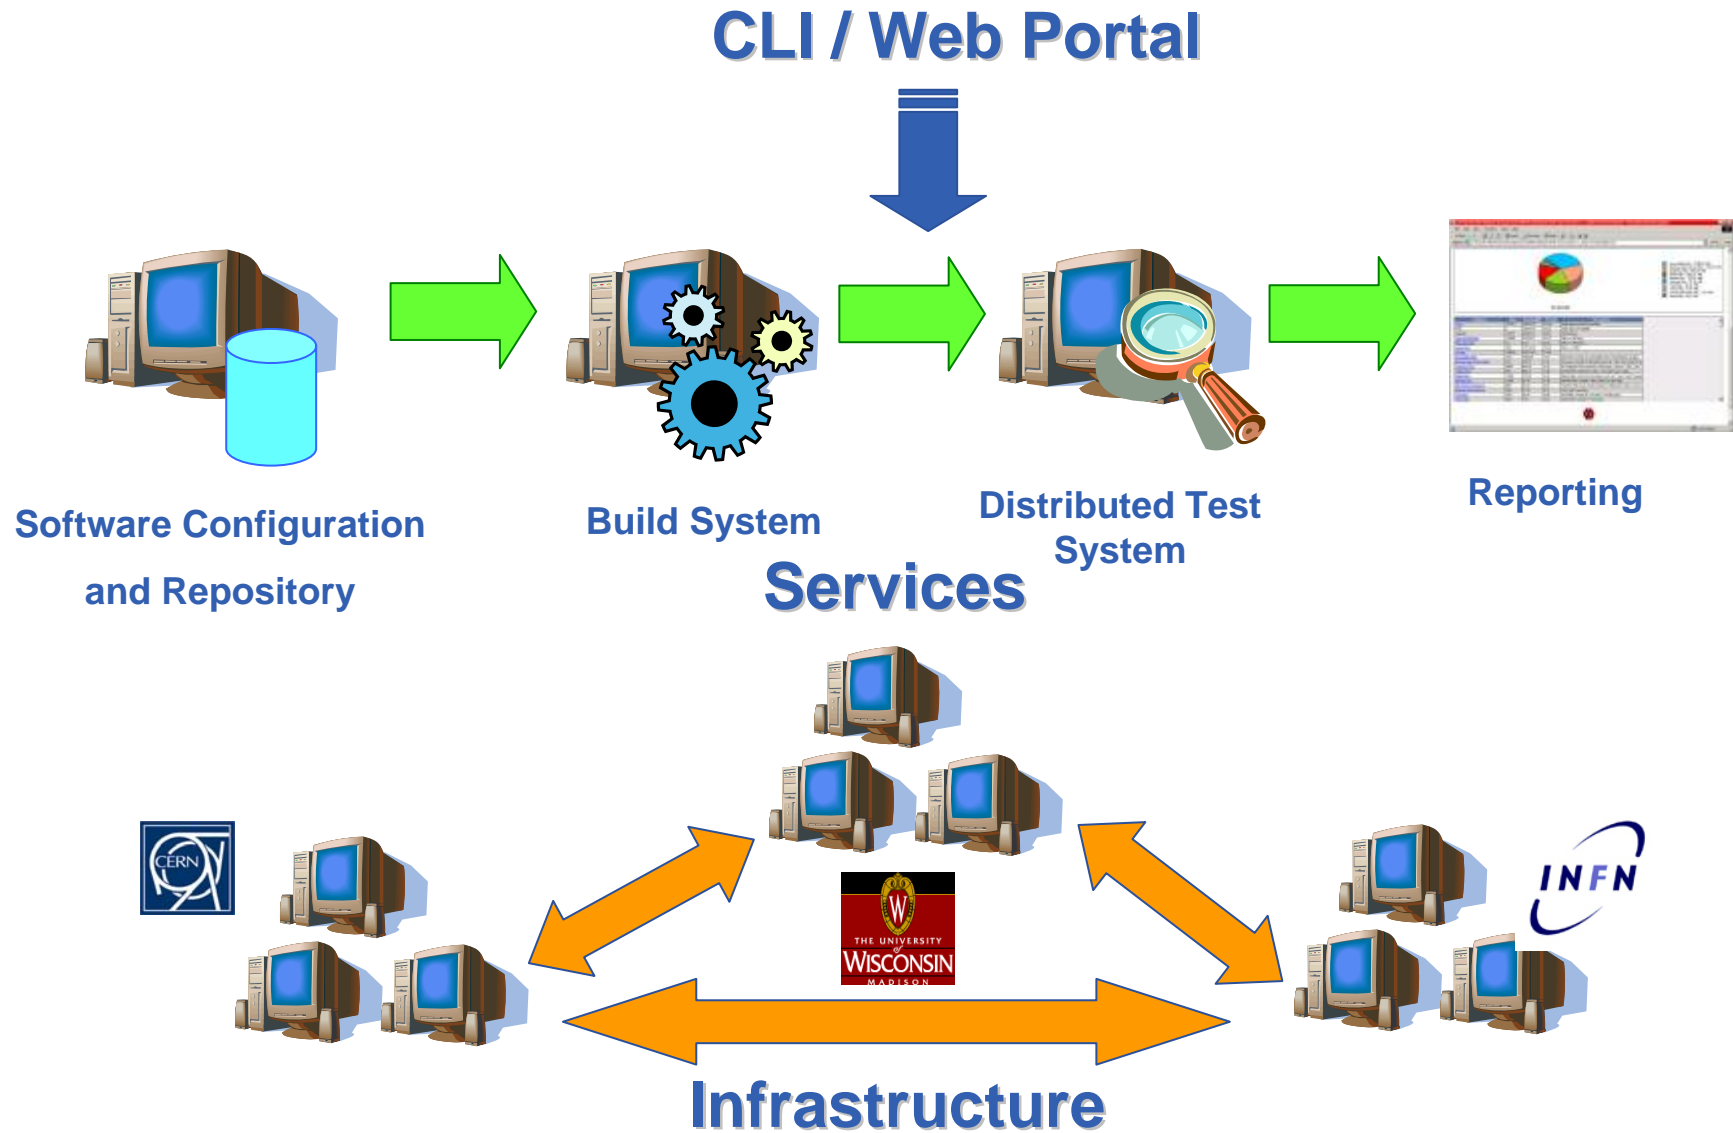 CLI / Web Portal
Software Configuration
and Repository
Build System
Distributed Test
System
Reporting
Services
CERN
THE UNIVERSITY
of
WISCONSIN
MADISON
INFN
Infrastructure